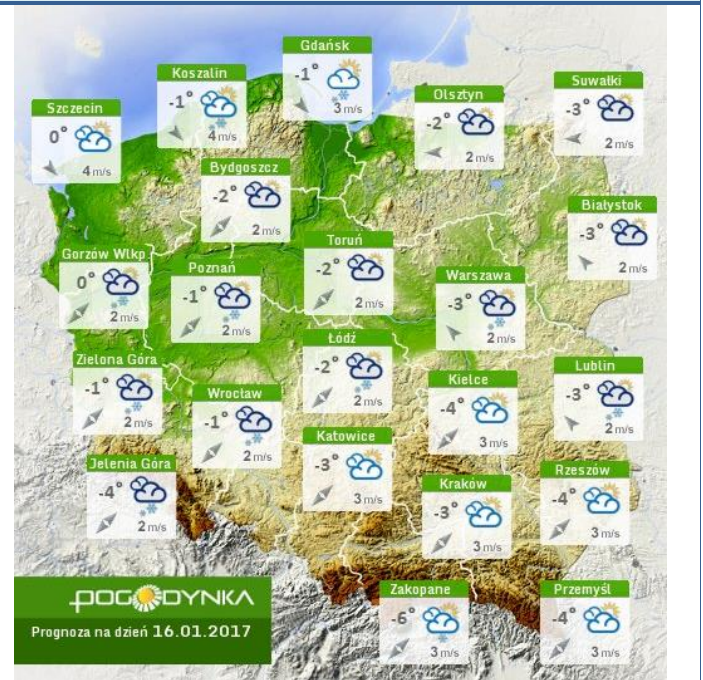 Gdańsk
-1°
3 m/s
Koszalin
-1°
4 m/s
Suwałki
-3°
2 m/s
Olsztyn
-2°
2 m/s
Szczecin
0°
4 m/s
Bydgoszcz
-2°
2 m/s
Białystok
-3°
2 m/s
Toruń
-2°
2 m/s
Gorzów Wlkp
0°
2 m/s
Poznań
-1°
2 m/s
Warszawa
-3°
2 m/s
Łódź
-2°
2 m/s
Zielona Góra
-1°
2 m/s
Lublin
-3°
2 m/s
Kielce
-4°
3 m/s
Wrocław
-1°
2 m/s
Katowice
-3°
3 m/s
Jelenia Góra
-4°
2 m/s
Rzeszów
-4°
3 m/s
Kraków
-3°
3 m/s
Zakopane
-6°
3 m/s
Przemyśl
-4°
3 m/s
POGODYNKA
Prognoza na dzień 16.01.2017